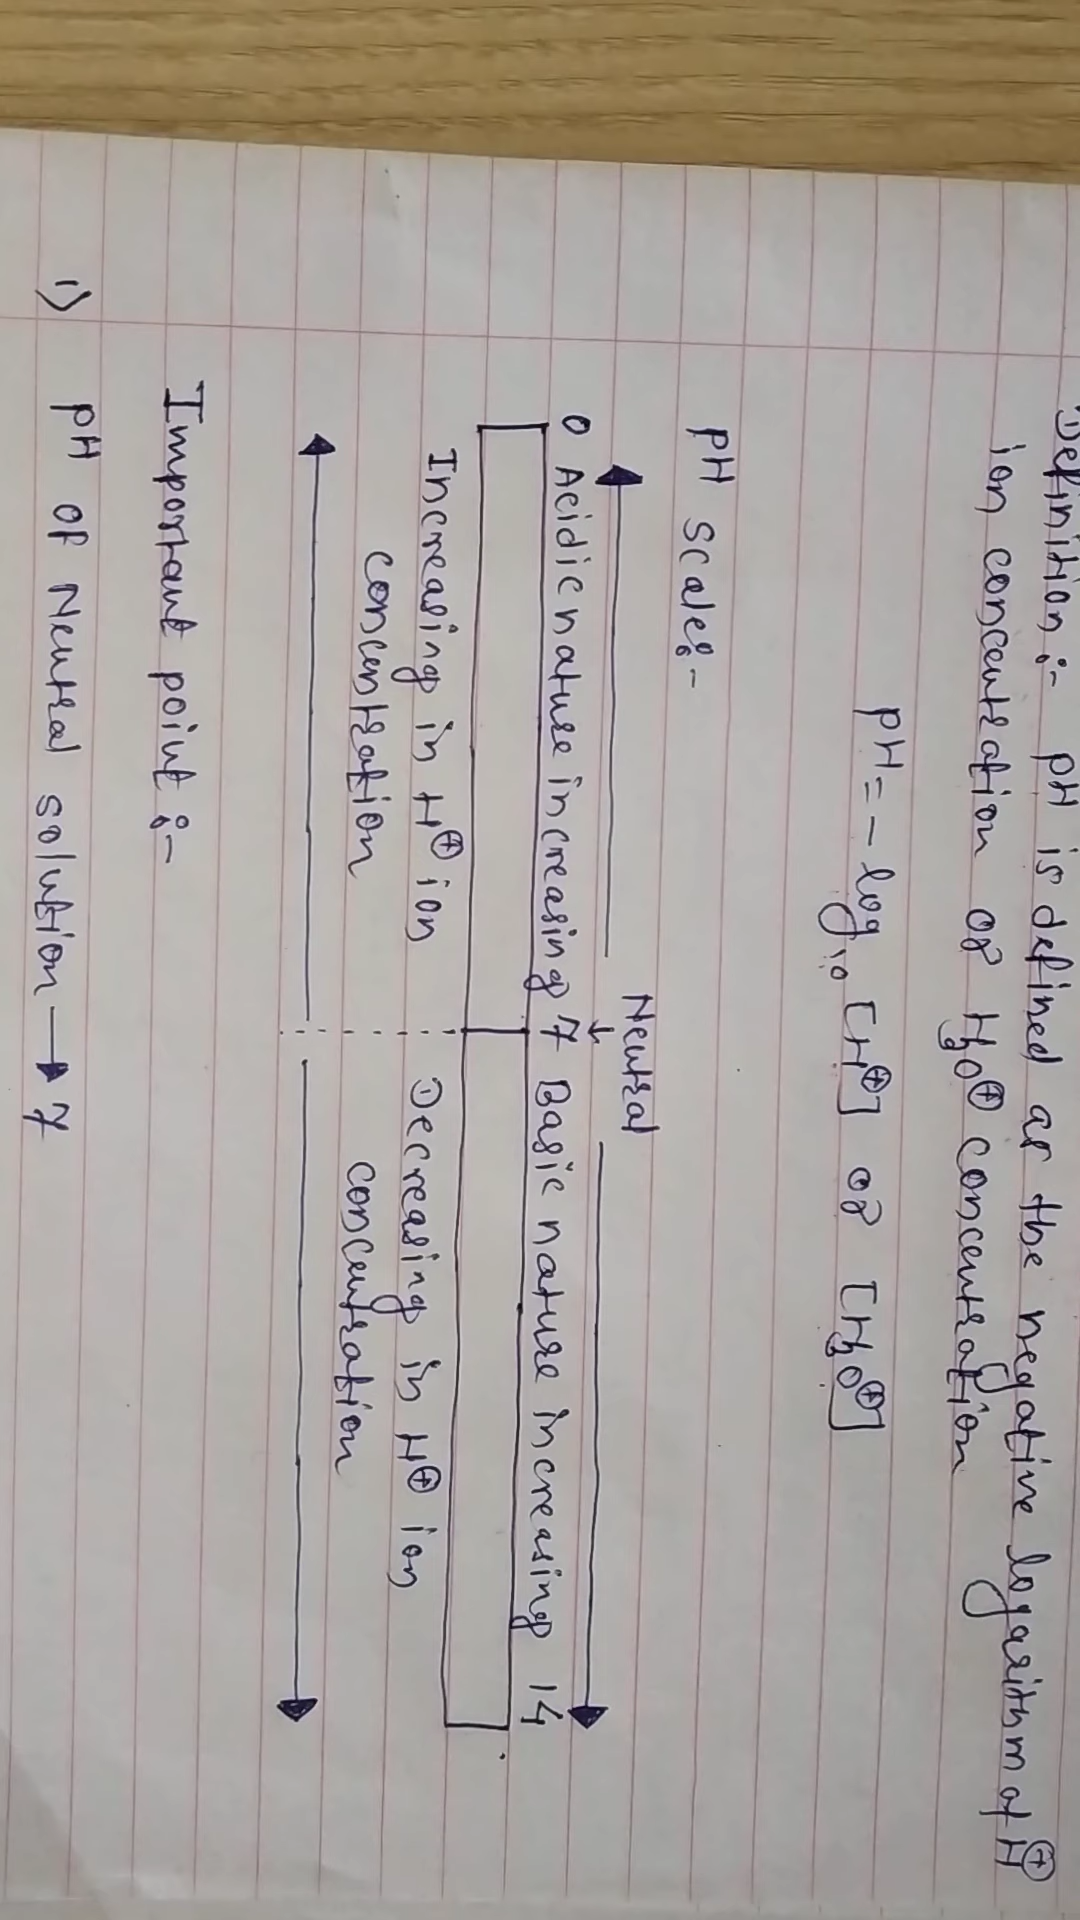 Definition :- pH is defined as the negative logarithm of H⊕
ion concentration or H3O⊕ concentration
pH = - log10 [H⊕] or [H3O⊕]
pH scale :-
Neutral
↓
0 Acidic nature increasing 7 Basic nature increasing 14
Increasing in H⊕ ion
concentration
Decreasing in H⊕ ion
concentration
Important point :-
1) pH of Neutral solution → 7